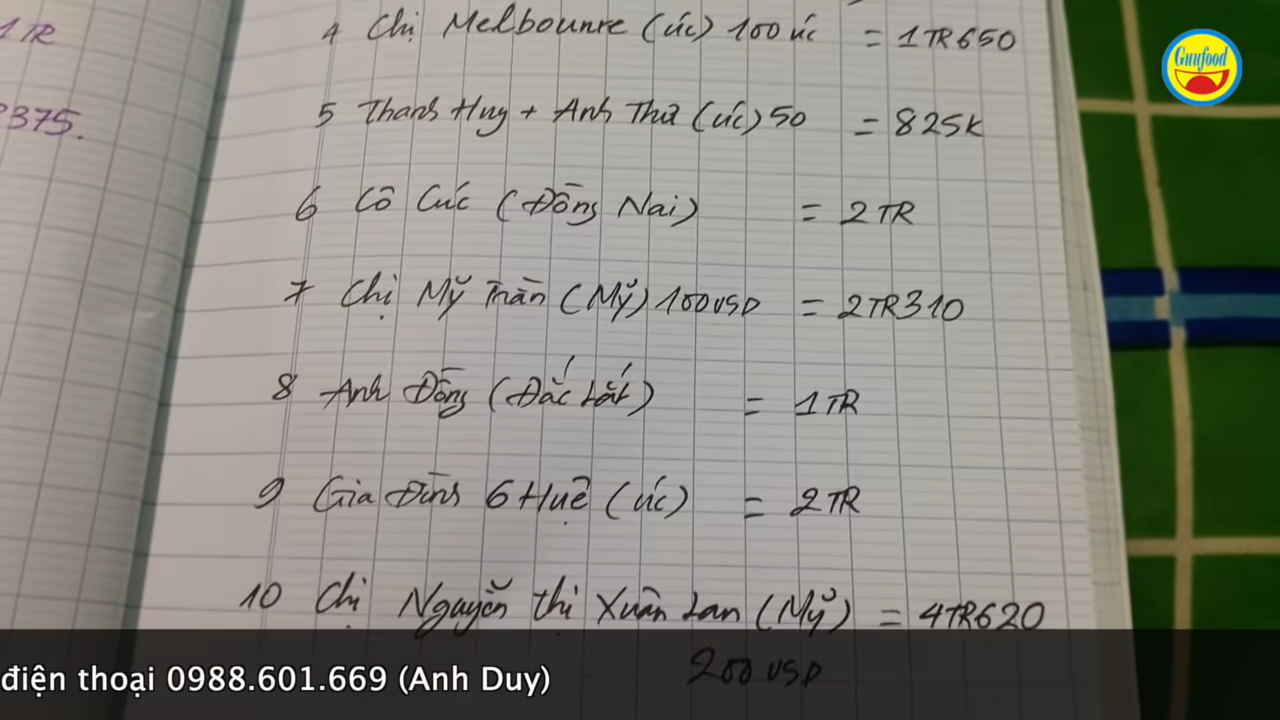 1TR
375.
Gunfood
4 Chị Melbounre (Úc) 100 úc = 1TR650
5 Thanh Huy + Anh Thư (Úc) 50 = 825K
6 Cô Cúc (Đồng Nai) = 2TR
7 Chị Mỹ Trần (Mỹ) 100USD = 2TR310
8 Anh Đồng (Đắc Lắk) = 1TR
9 Gia Đình 6 Huệ (Úc) = 2TR
10 Chị Nguyễn Thị Xuân Lan (Mỹ) = 4TR620
200 USD
điện thoại 0988.601.669 (Anh Duy)